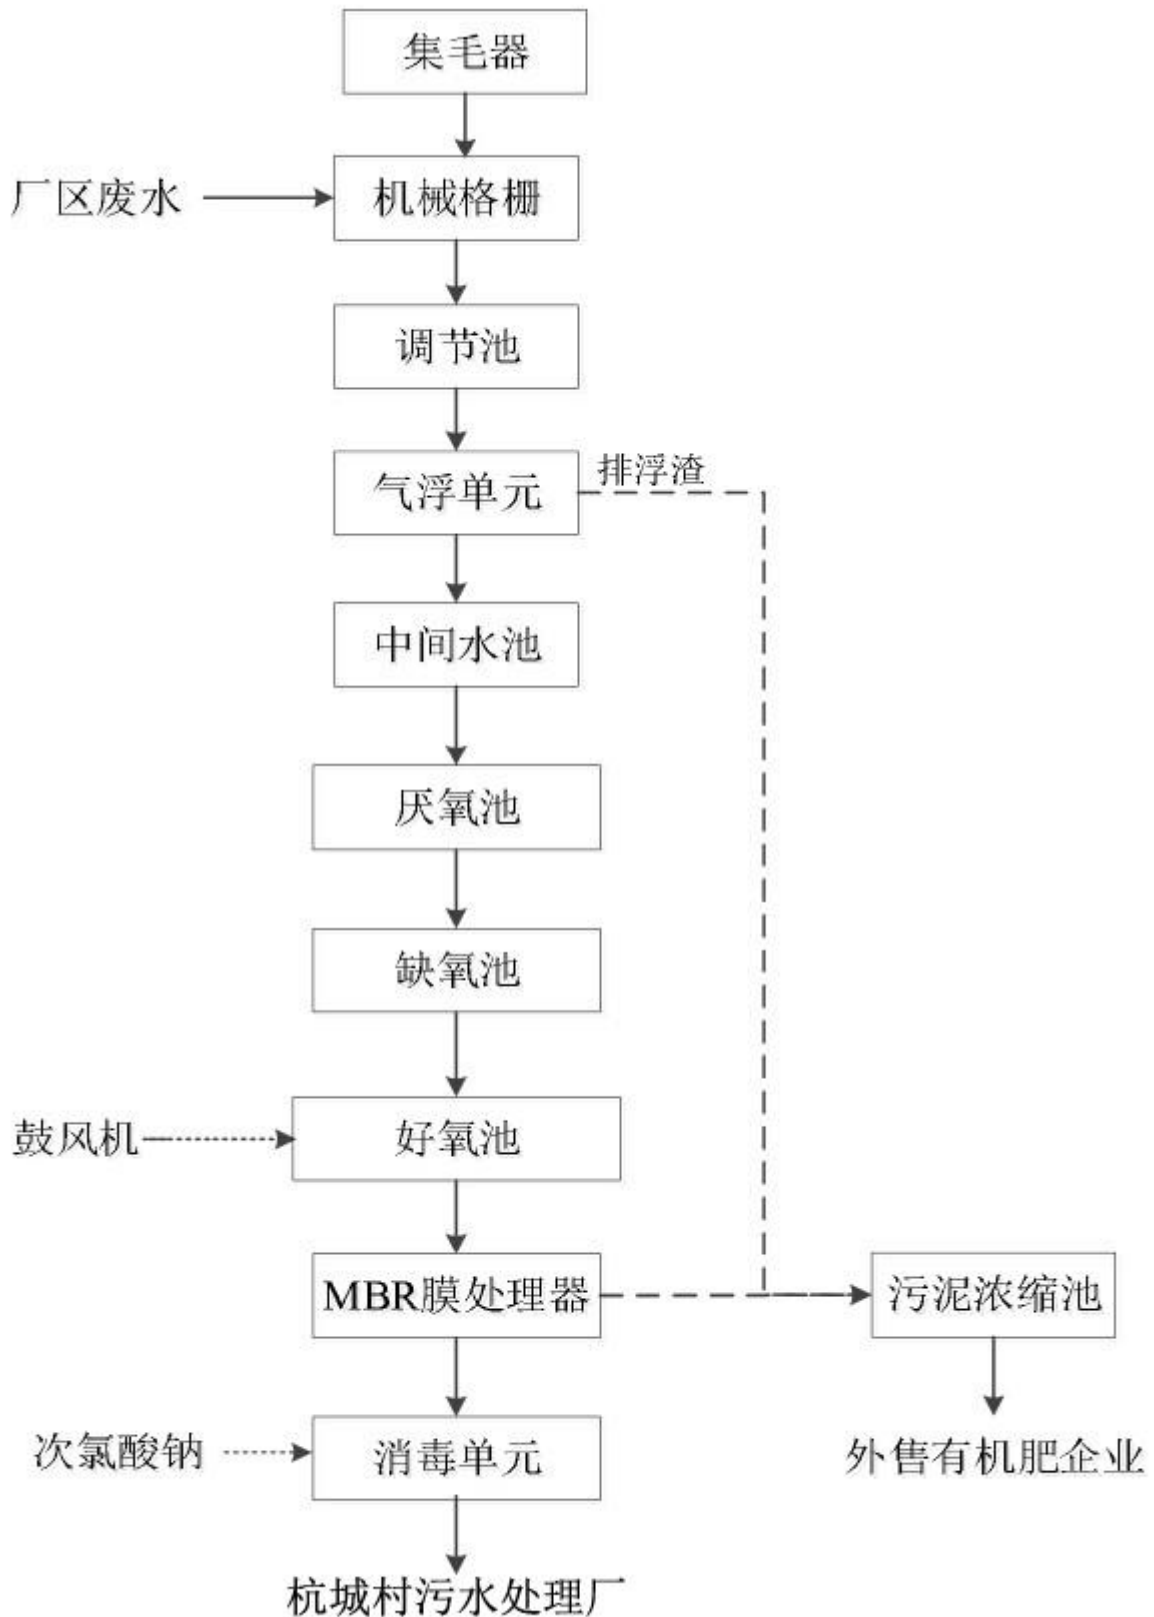 集毛器
厂区废水
机械格栅
调节池
气浮单元
排浮渣
中间水池
厌氧池
缺氧池
鼓风机
好氧池
MBR膜处理器
污泥浓缩池
次氯酸钠
消毒单元
外售有机肥企业
杭城村污水处理厂